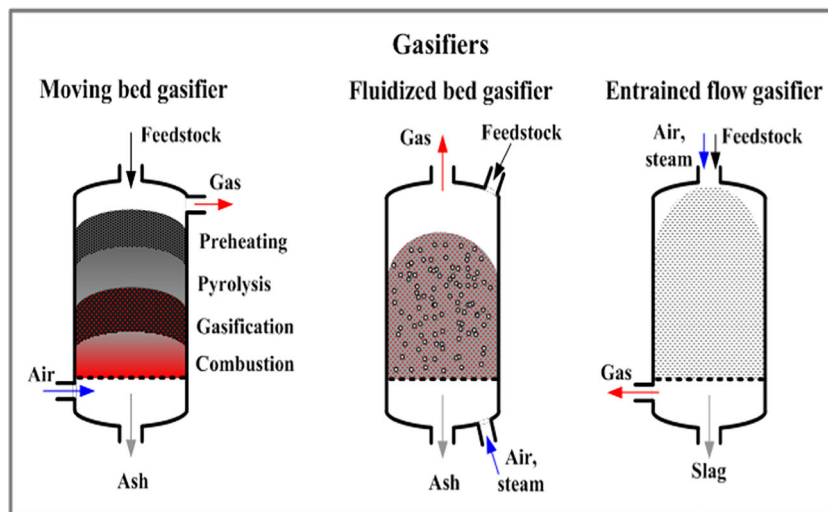 Gasifiers
Moving bed gasifier
Feedstock
Gas
Preheating
Pyrolysis
Gasification
Combustion
Air
Ash
Fluidized bed gasifier
Gas
Feedstock
Air,
steam
Ash
Entrained flow gasifier
Air,
steam
Feedstock
Gas
Slag